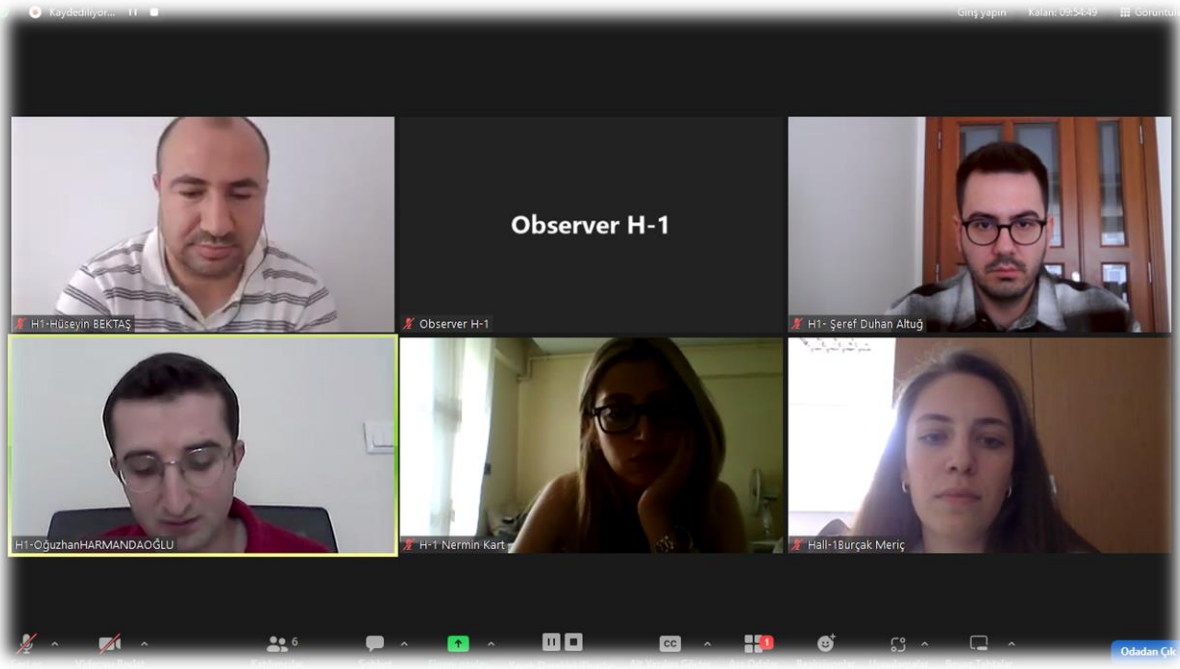 Kaydediliyor...
Giriş yapın
Kalan: 09:54:49
Görüntü
Observer H-1
H1-Hüseyin BEKTAŞ
Observer H-1
H1- Şeref Duhan Altuğ
H1-OğuzhanHARMANDAOĞLU
H-1 Nermin Kart
Hall-1Burçak Meriç
6
CC
1
Odadan Çık